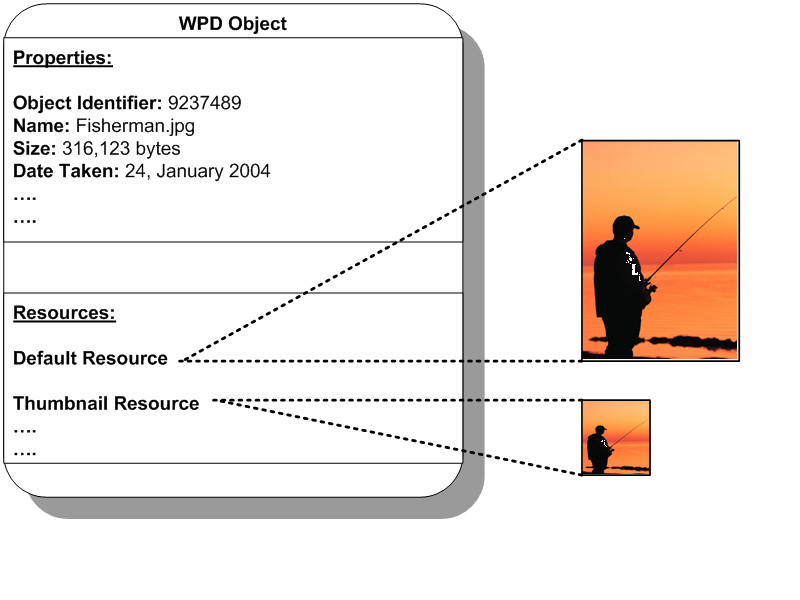 WPD Object
Properties:
Object Identifier: 9237489
Name: Fisherman.jpg
Size: 316,123 bytes
Date Taken: 24, January 2004
....
....
Resources:
Default Resource
Thumbnail Resource
....
....